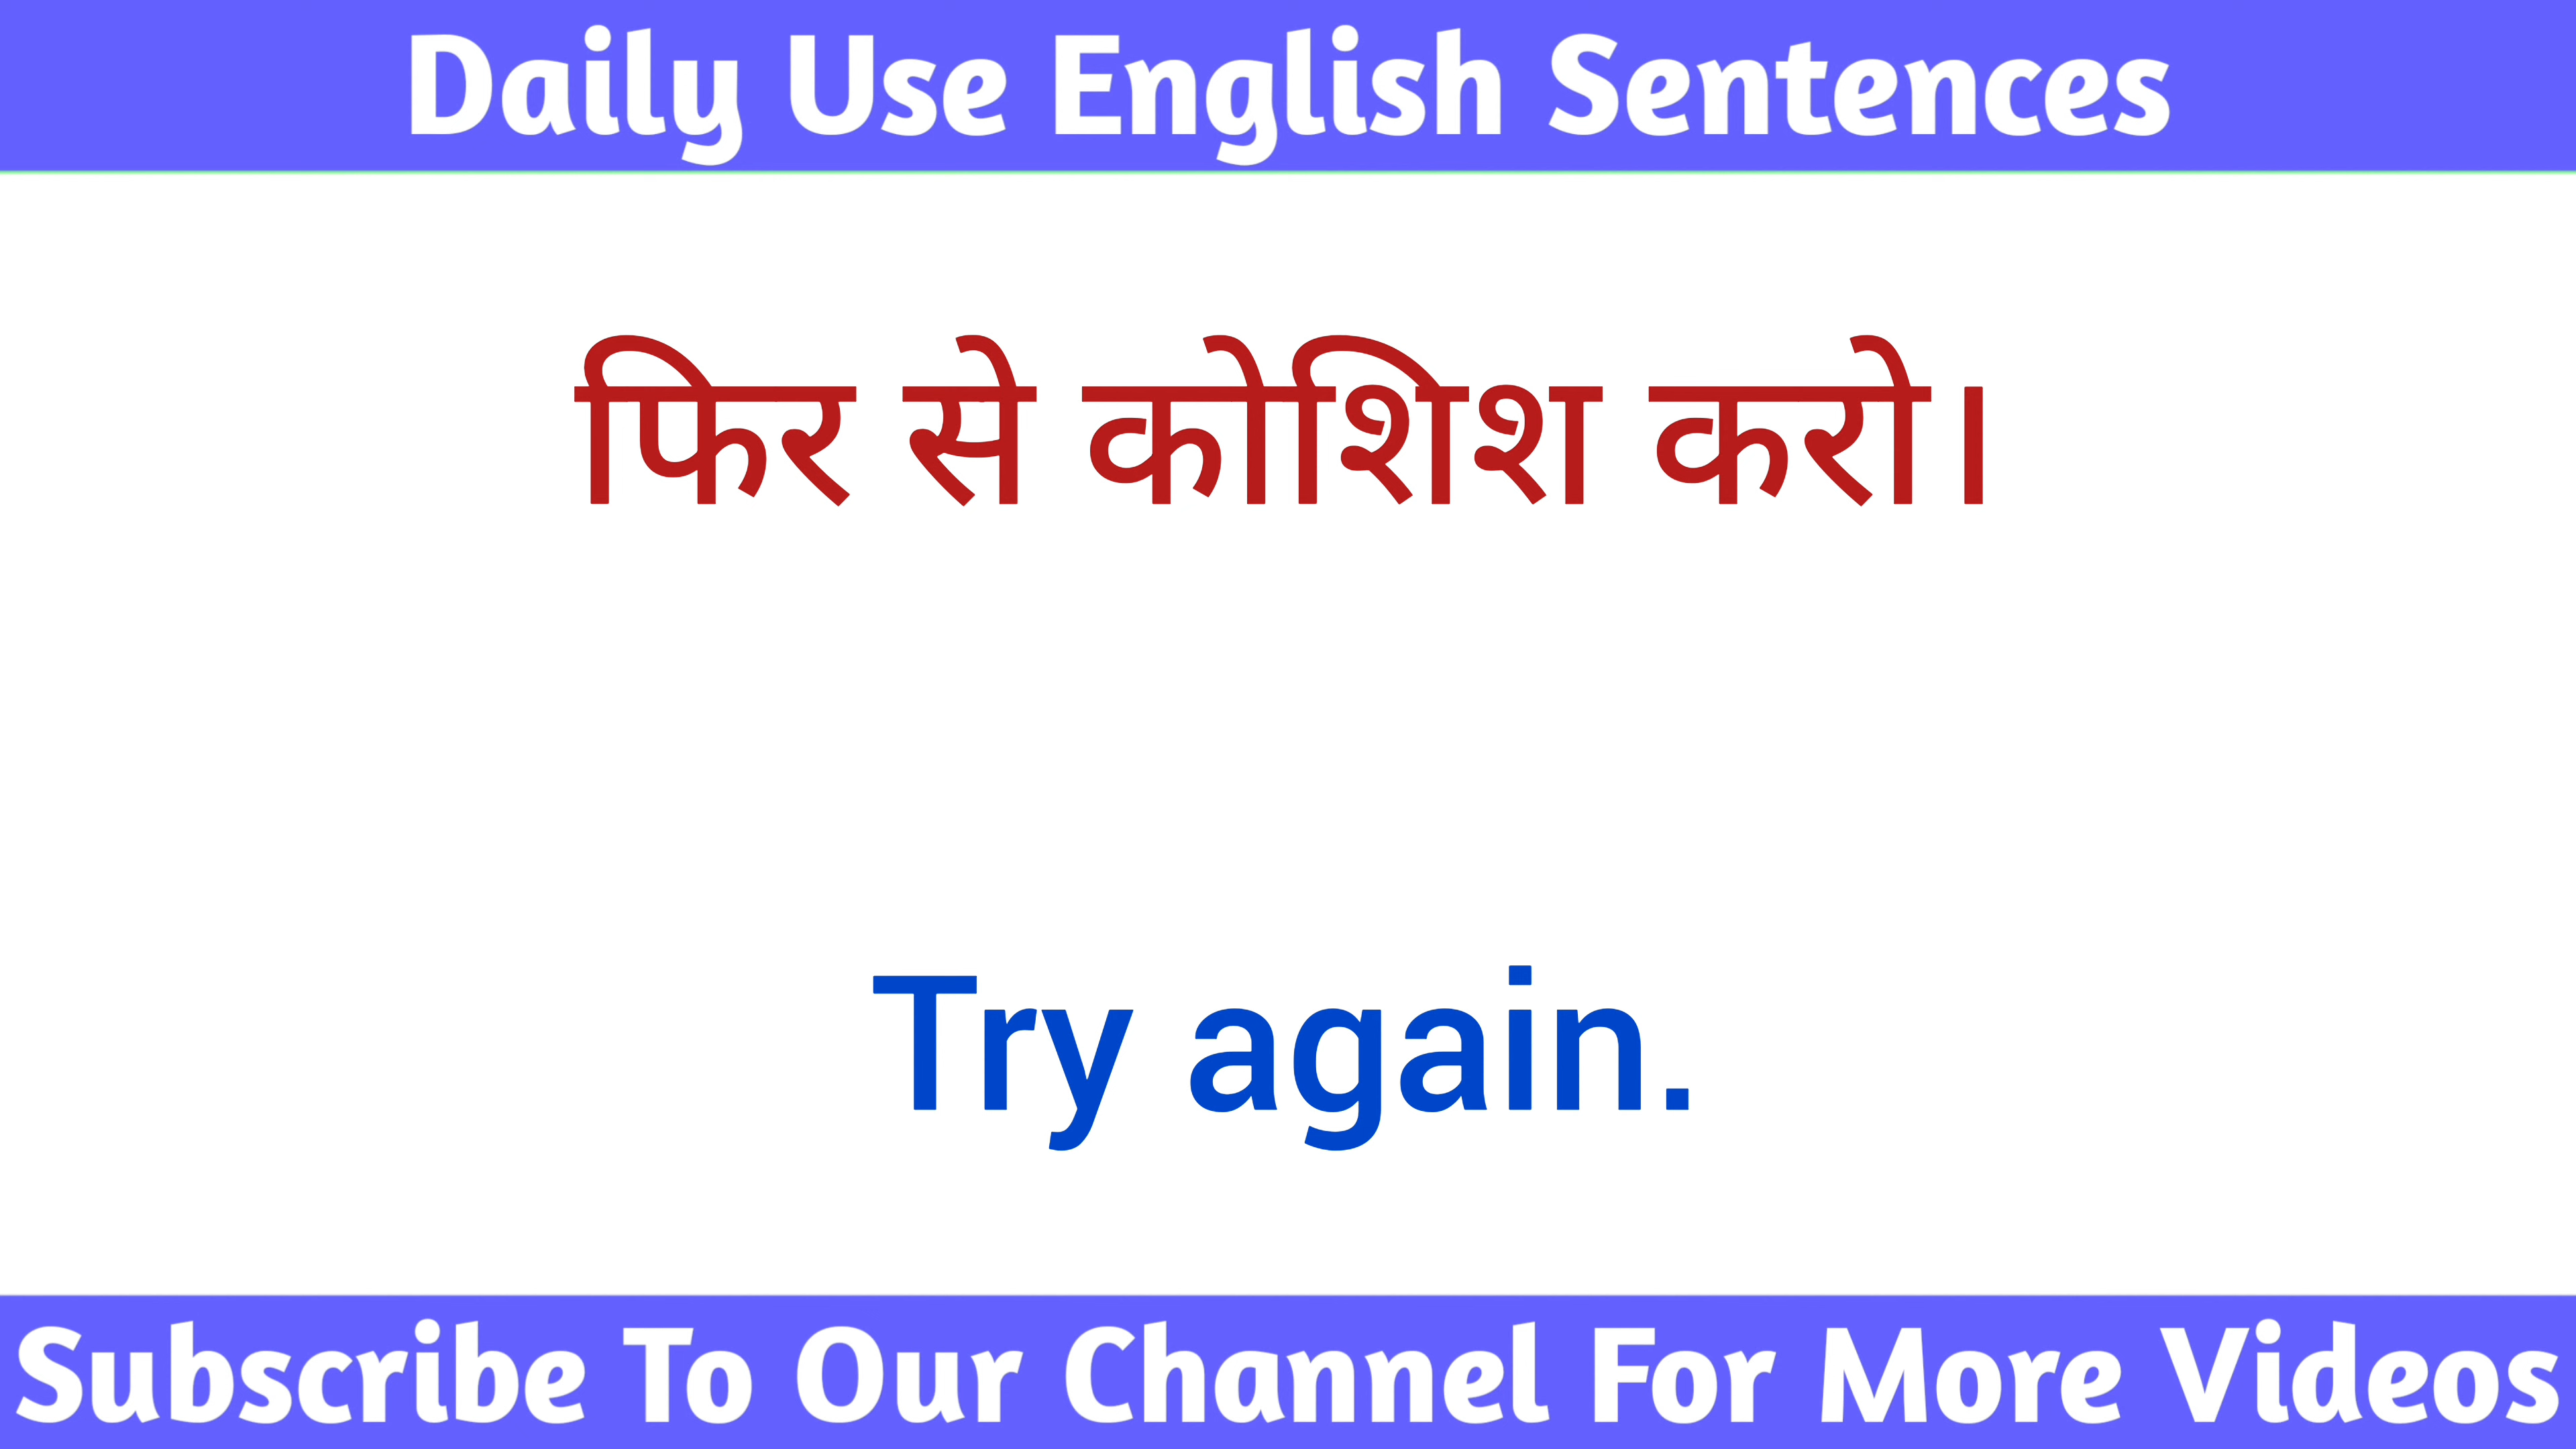 Daily Use English Sentences
फिर से कोशिश करो।
Try again.
Subscribe To Our Channel For More Videos